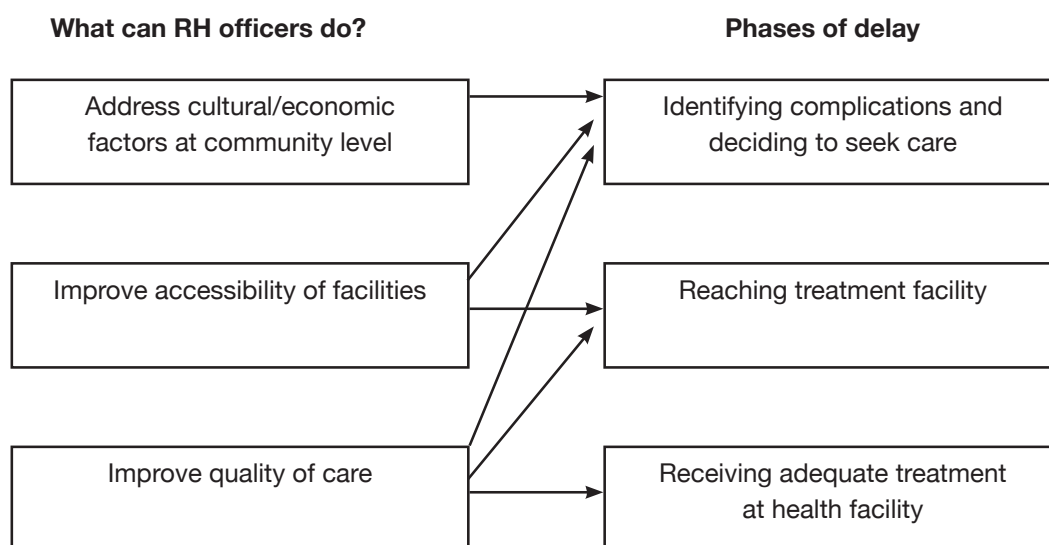 What can RH officers do?
Phases of delay
Address cultural/economic
factors at community level
Identifying complications and
deciding to seek care
Improve accessibility of facilities
Reaching treatment facility
Improve quality of care
Receiving adequate treatment
at health facility